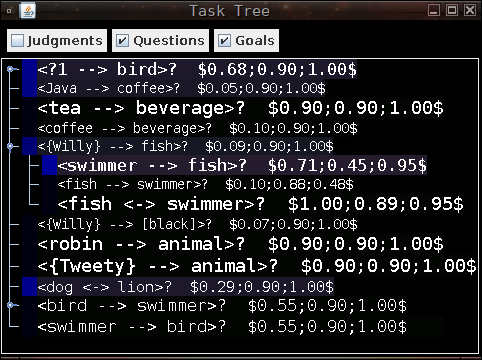 Task Tree
Judgments Questions Goals
<?1 --> bird>? $0.68;0.90;1.00$
<Java --> coffee>? $0.05;0.90;1.00$
<tea --> beverage>? $0.90;0.90;1.00$
<coffee --> beverage>? $0.10;0.90;1.00$
<{Willy} --> fish>? $0.09;0.90;1.00$
<swimmer --> fish>? $0.71;0.45;0.95$
<fish --> swimmer>? $0.10;0.88;0.48$
<fish <-> swimmer>? $1.00;0.89;0.95$
<{Willy} --> [black]>? $0.07;0.90;1.00$
<robin --> animal>? $0.90;0.90;1.00$
<{Tweety} --> animal>? $0.90;0.90;1.00$
<dog <-> lion>? $0.29;0.90;1.00$
<bird --> swimmer>? $0.55;0.90;1.00$
<swimmer --> bird>? $0.55;0.90;1.00$